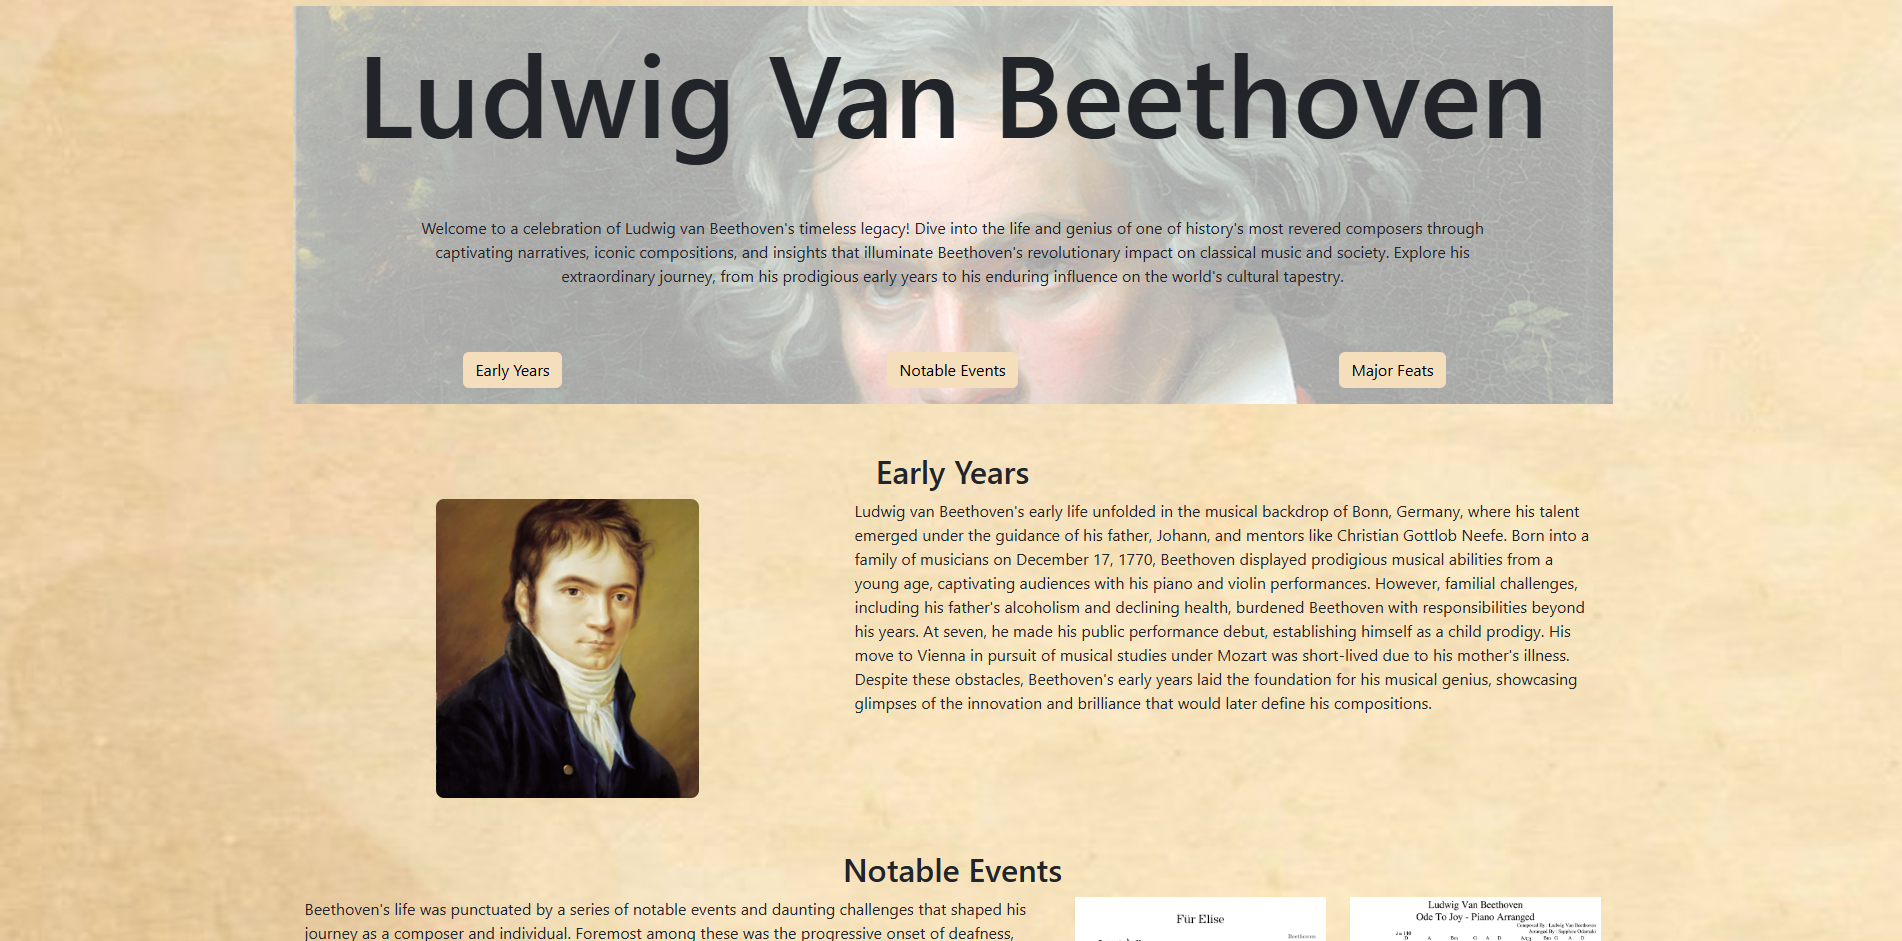 Ludwig Van Beethoven
Welcome to a celebration of Ludwig van Beethoven's timeless legacy! Dive into the life and genius of one of history's most revered composers through
captivating narratives, iconic compositions, and insights that illuminate Beethoven's revolutionary impact on classical music and society. Explore his
extraordinary journey, from his prodigious early years to his enduring influence on the world's cultural tapestry.
Early Years
Notable Events
Major Feats
Early Years
Ludwig van Beethoven's early life unfolded in the musical backdrop of Bonn, Germany, where his talent
emerged under the guidance of his father, Johann, and mentors like Christian Gottlob Neefe. Born into a
family of musicians on December 17, 1770, Beethoven displayed prodigious musical abilities from a
young age, captivating audiences with his piano and violin performances. However, familial challenges,
including his father's alcoholism and declining health, burdened Beethoven with responsibilities beyond
his years. At seven, he made his public performance debut, establishing himself as a child prodigy. His
move to Vienna in pursuit of musical studies under Mozart was short-lived due to his mother's illness.
Despite these obstacles, Beethoven's early years laid the foundation for his musical genius, showcasing
glimpses of the innovation and brilliance that would later define his compositions.
Notable Events
Beethoven's life was punctuated by a series of notable events and daunting challenges that shaped his
journey as a composer and individual. Foremost among these was the progressive onset of deafness,
Für Elise
Beethoven
Ludwig Van Beethoven
Ode To Joy - Piano Arranged
Composed By : Ludwig Van Beethoven